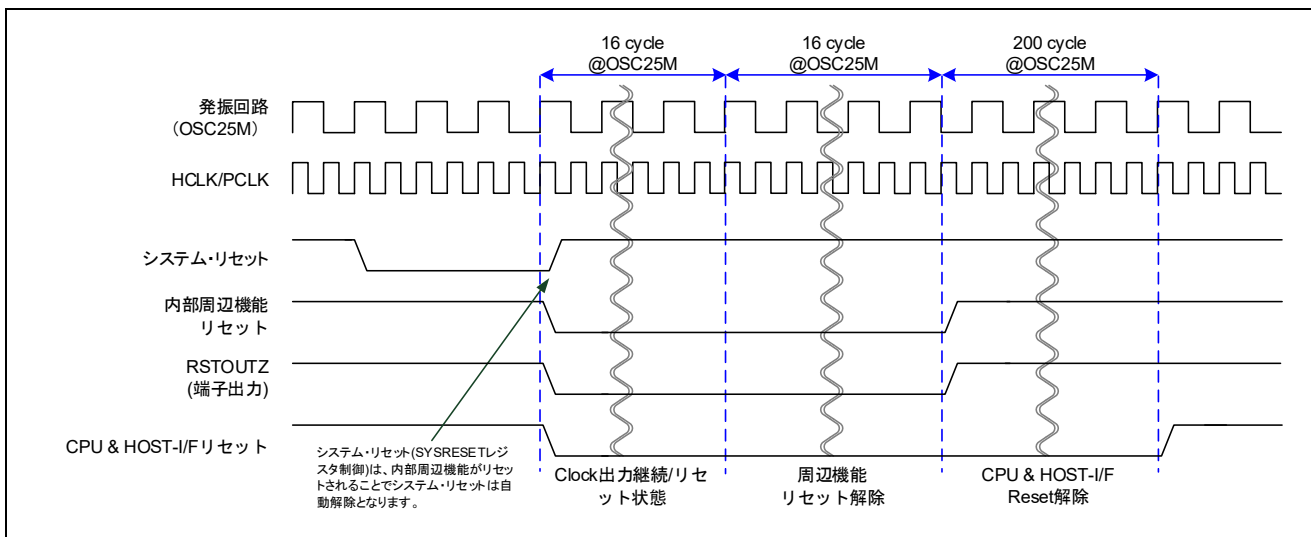 16 cycle
@OSC25M
16 cycle
@OSC25M
200 cycle
@OSC25M
発振回路
(OSC25M)
HCLK/PCLK
システム・リセット
内部周辺機能
リセット
RSTOUTZ
(端子出力)
CPU & HOST-I/Fリセット
システム・リセット(SYSRESETレジ
スタ制御)は、内部周辺機能がリセッ
トされることでシステム・リセットは自
動解除となります。
Clock出力継続/リセ
ット状態
周辺機能
リセット解除
CPU & HOST-I/F
Reset解除